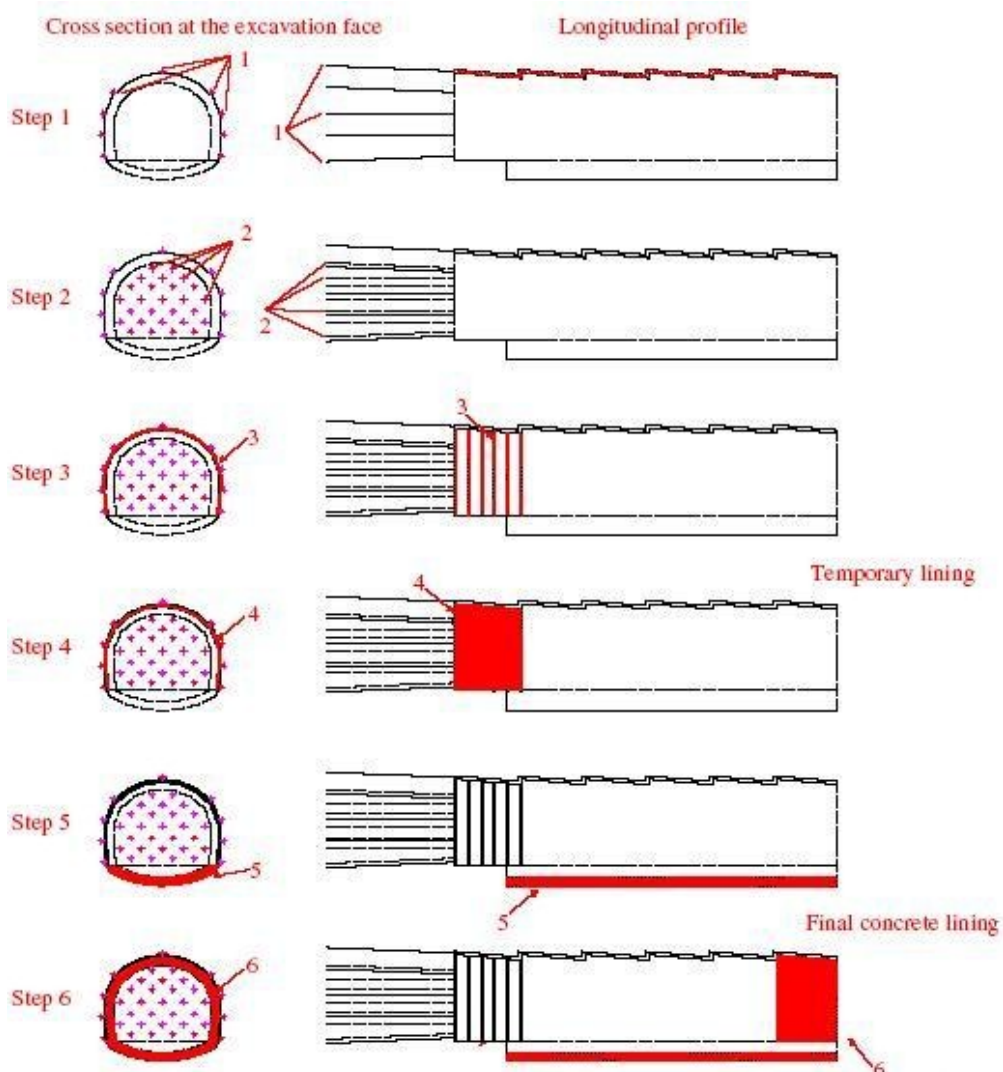 Cross section at the excavation face
Longitudinal profile
1
Step 1
1
2
Step 2
2
3
3
Step 3
Temporary lining
4
4
Step 4
Step 5
5
5
Final concrete lining
6
Step 6
6